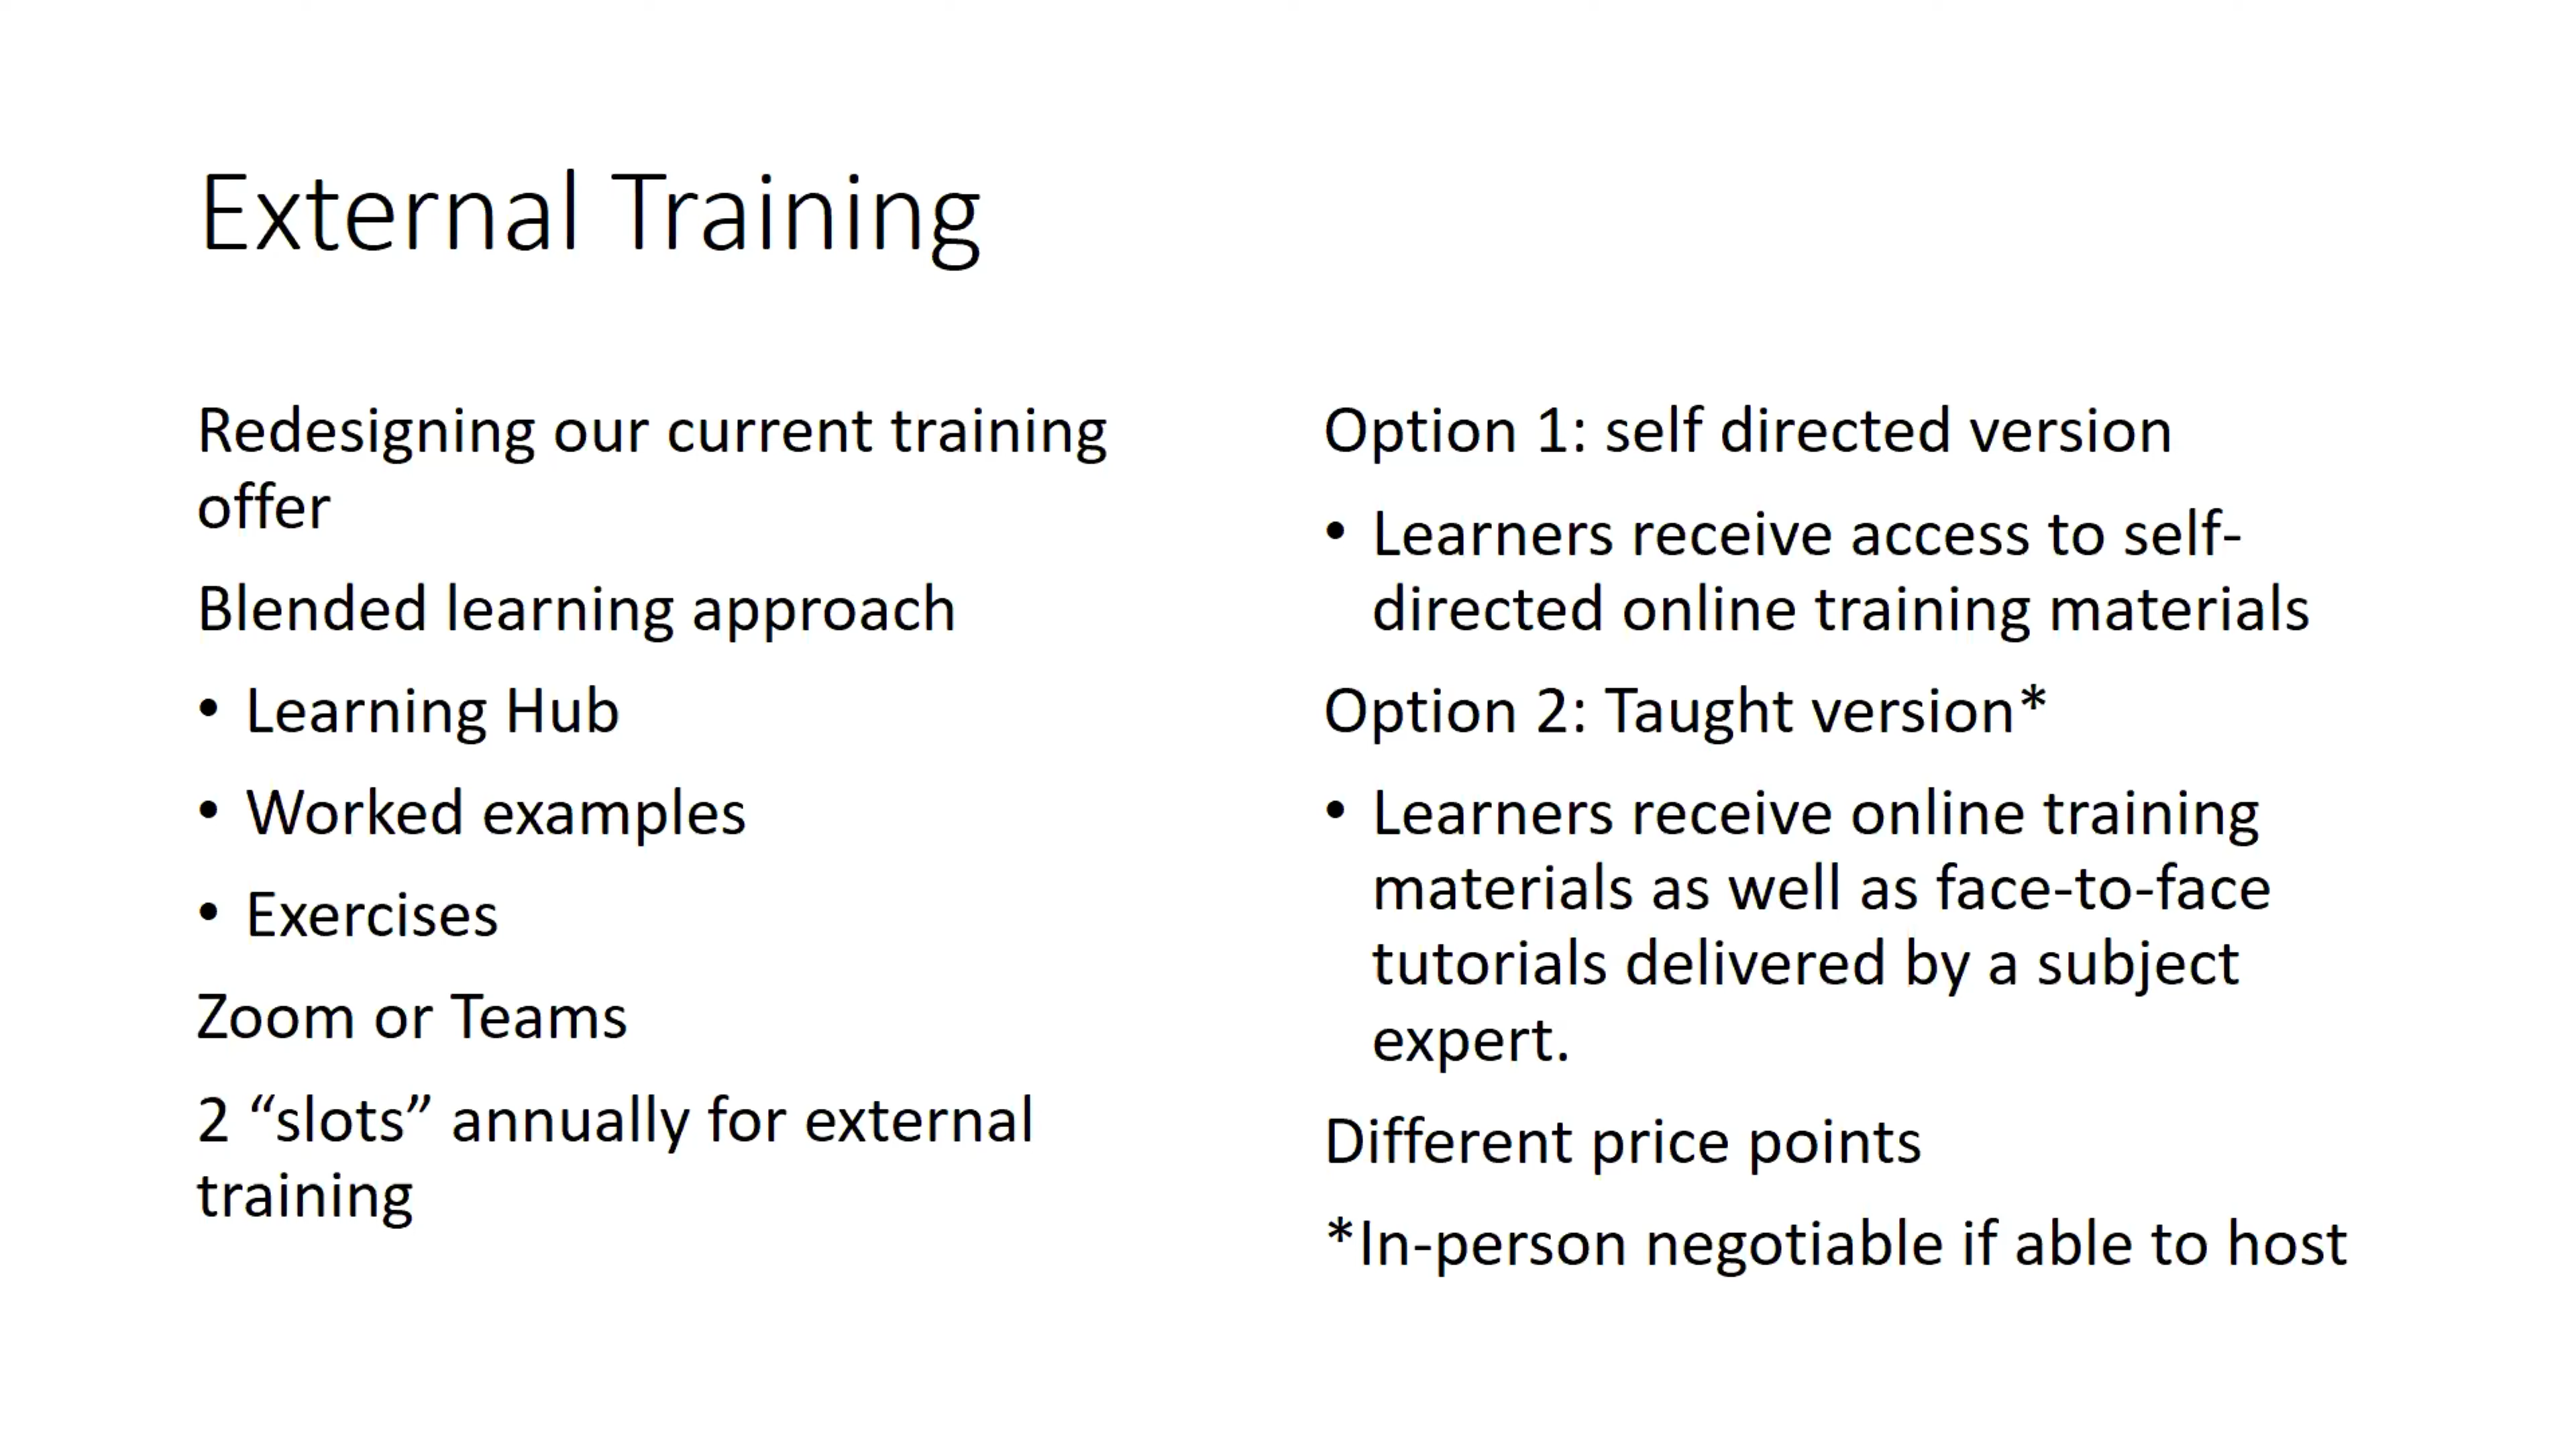 External Training
Redesigning our current training
offer
Blended learning approach
• Learning Hub
• Worked examples
• Exercises
Zoom or Teams
2 “slots” annually for external
training
Option 1: self directed version
• Learners receive access to self-
directed online training materials
Option 2: Taught version*
• Learners receive online training
materials as well as face-to-face
tutorials delivered by a subject
expert.
Different price points
*In-person negotiable if able to host